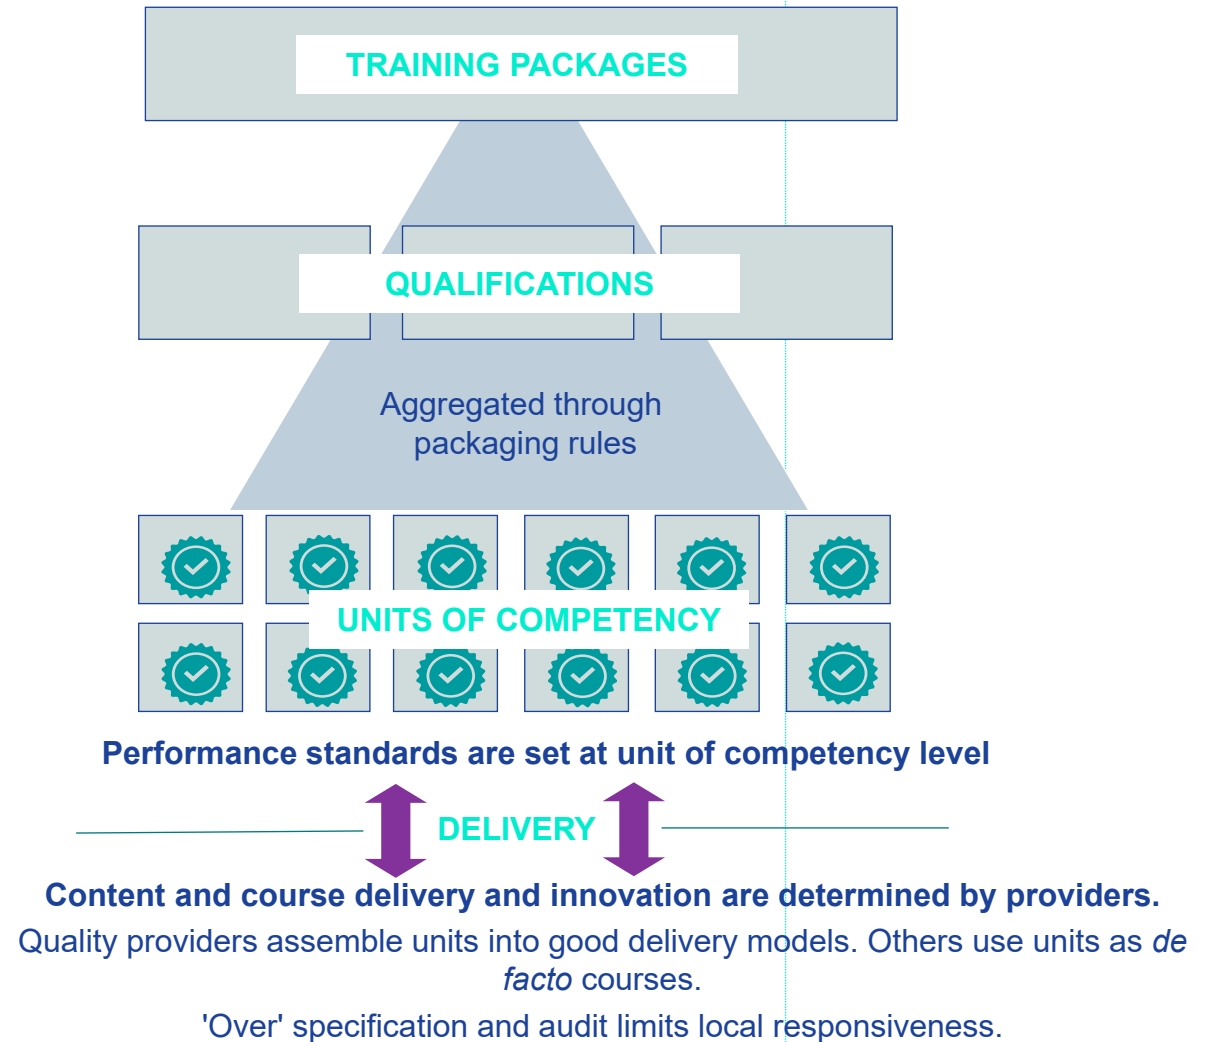 TRAINING PACKAGES
QUALIFICATIONS
Aggregated through
packaging rules
UNITS OF COMPETENCY
Performance standards are set at unit of competency level
DELIVERY
Content and course delivery and innovation are determined by providers.
Quality providers assemble units into good delivery models. Others use units as de
facto courses.
'Over' specification and audit limits local responsiveness.